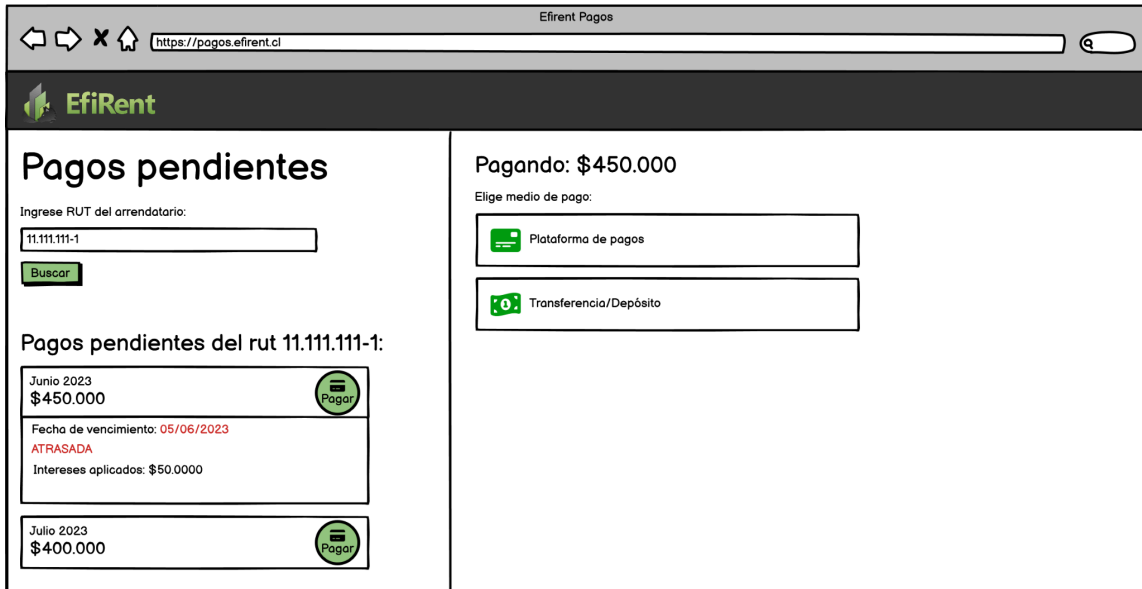 Efirent Pagos
https://pagos.efirent.cl
EfiRent
Pagos pendientes
Ingrese RUT del arrendatario:
11.111.111-1
Buscar
Pagos pendientes del rut 11.111.111-1:
Junio 2023
$450.000
Pagar
Fecha de vencimiento: 05/06/2023
ATRASADA
Intereses aplicados: $50.0000
Julio 2023
$400.000
Pagar
Pagando: $450.000
Elige medio de pago:
Plataforma de pagos
1
Transferencia/Depósito